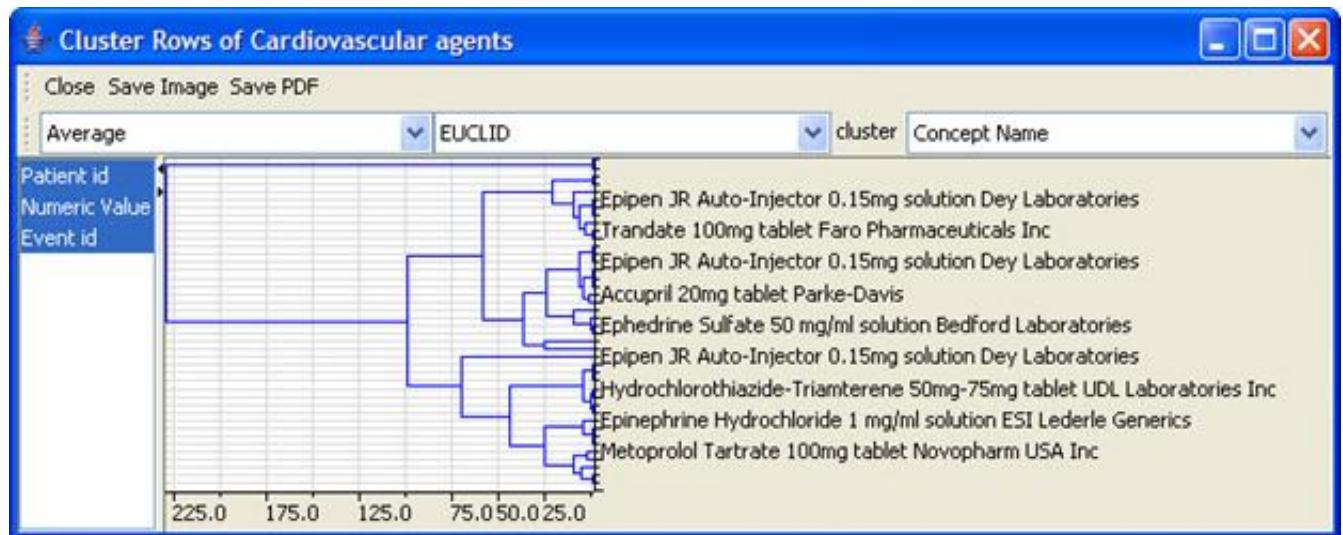 Cluster Rows of Cardiovascular agents
Close Save Image Save PDF
Average EUCLID cluster Concept Name
Patient id
Numeric Value
Event id
Epipen JR Auto-Injector 0.15mg solution Dey Laboratories
Trandate 100mg tablet Faro Pharmaceuticals Inc
Epipen JR Auto-Injector 0.15mg solution Dey Laboratories
Accupril 20mg tablet Parke-Davis
Ephedrine Sulfate 50 mg/ml solution Bedford Laboratories
Epipen JR Auto-Injector 0.15mg solution Dey Laboratories
Hydrochlorothiazide-Triamterene 50mg-75mg tablet UDL Laboratories Inc
Epinephrine Hydrochloride 1 mg/ml solution ESI Lederle Generics
Metoprolol Tartrate 100mg tablet Novopharm USA Inc
225.0 175.0 125.0 75.0 50.0 25.0